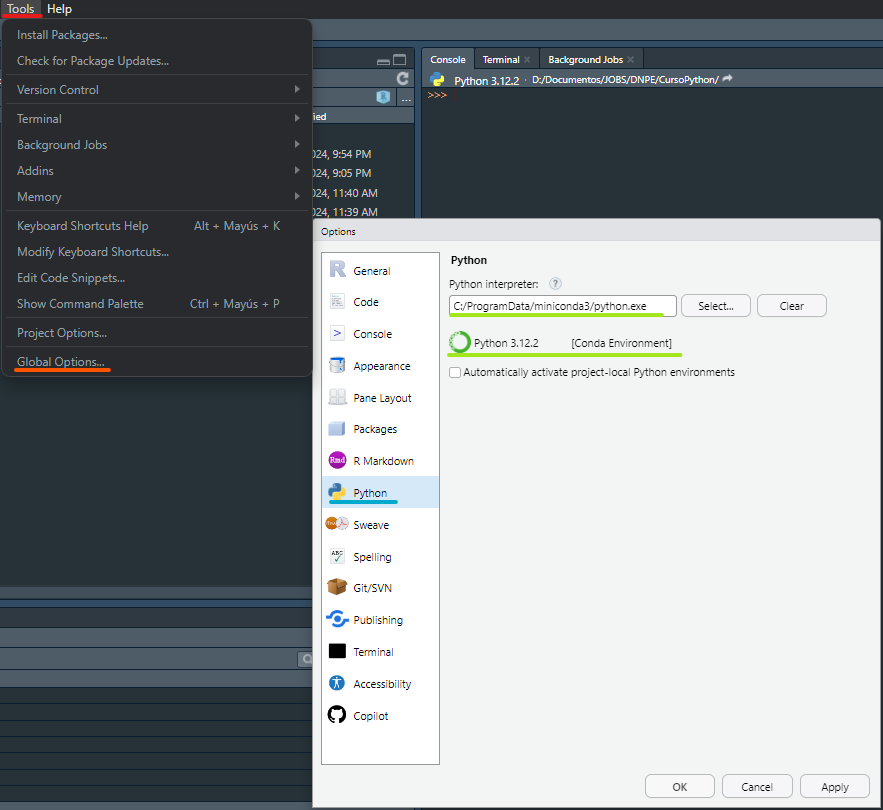 Tools Help
Install Packages...
Check for Package Updates...
Version Control
Terminal
Background Jobs
Addins
Memory
Keyboard Shortcuts Help Alt + Mayús + K
Modify Keyboard Shortcuts...
Edit Code Snippets...
Show Command Palette Ctrl + Mayús + P
Project Options...
Global Options...
...
ied
024, 9:54 PM
024, 9:05 PM
024, 11:40 AM
024, 11:39 AM
Console Terminal Background Jobs
Python 3.12.2 · D:/Documentos/JOBS/DNPE/CursoPython/
>>>
Options
General
Code
Console
Appearance
Pane Layout
Packages
Rmd R Markdown
Python
Sweave
ABC Spelling
Git/SVN
Publishing
Terminal
Accessibility
Copilot
Python
Python interpreter: ?
C:/ProgramData/miniconda3/python.exe Select... Clear
Python 3.12.2 [Conda Environment]
Automatically activate project-local Python environments
OK Cancel Apply